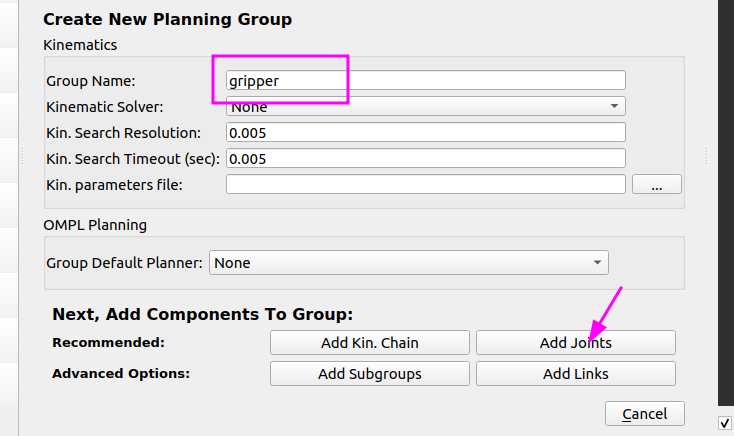 Create New Planning Group
Kinematics
Group Name: gripper
Kinematic Solver: None
Kin. Search Resolution: 0.005
Kin. Search Timeout (sec): 0.005
Kin. parameters file: ...
OMPL Planning
Group Default Planner: None
Next, Add Components To Group:
Recommended: Add Kin. Chain Add Joints
Advanced Options: Add Subgroups Add Links
Cancel